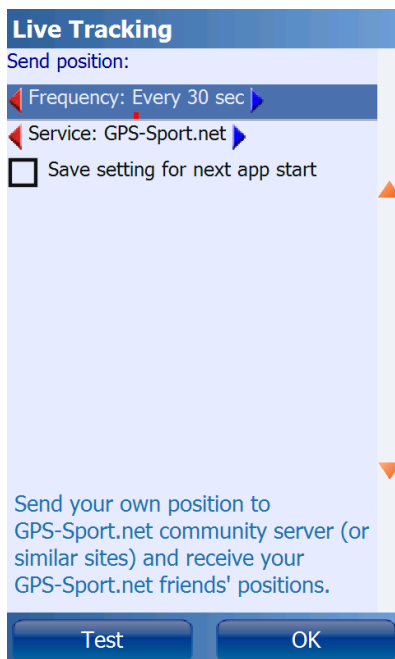 Live Tracking
Send position:
Frequency: Every 30 sec
Service: GPS-Sport.net
Save setting for next app start
Send your own position to
GPS-Sport.net community server (or
similar sites) and receive your
GPS-Sport.net friends' positions.
Test OK